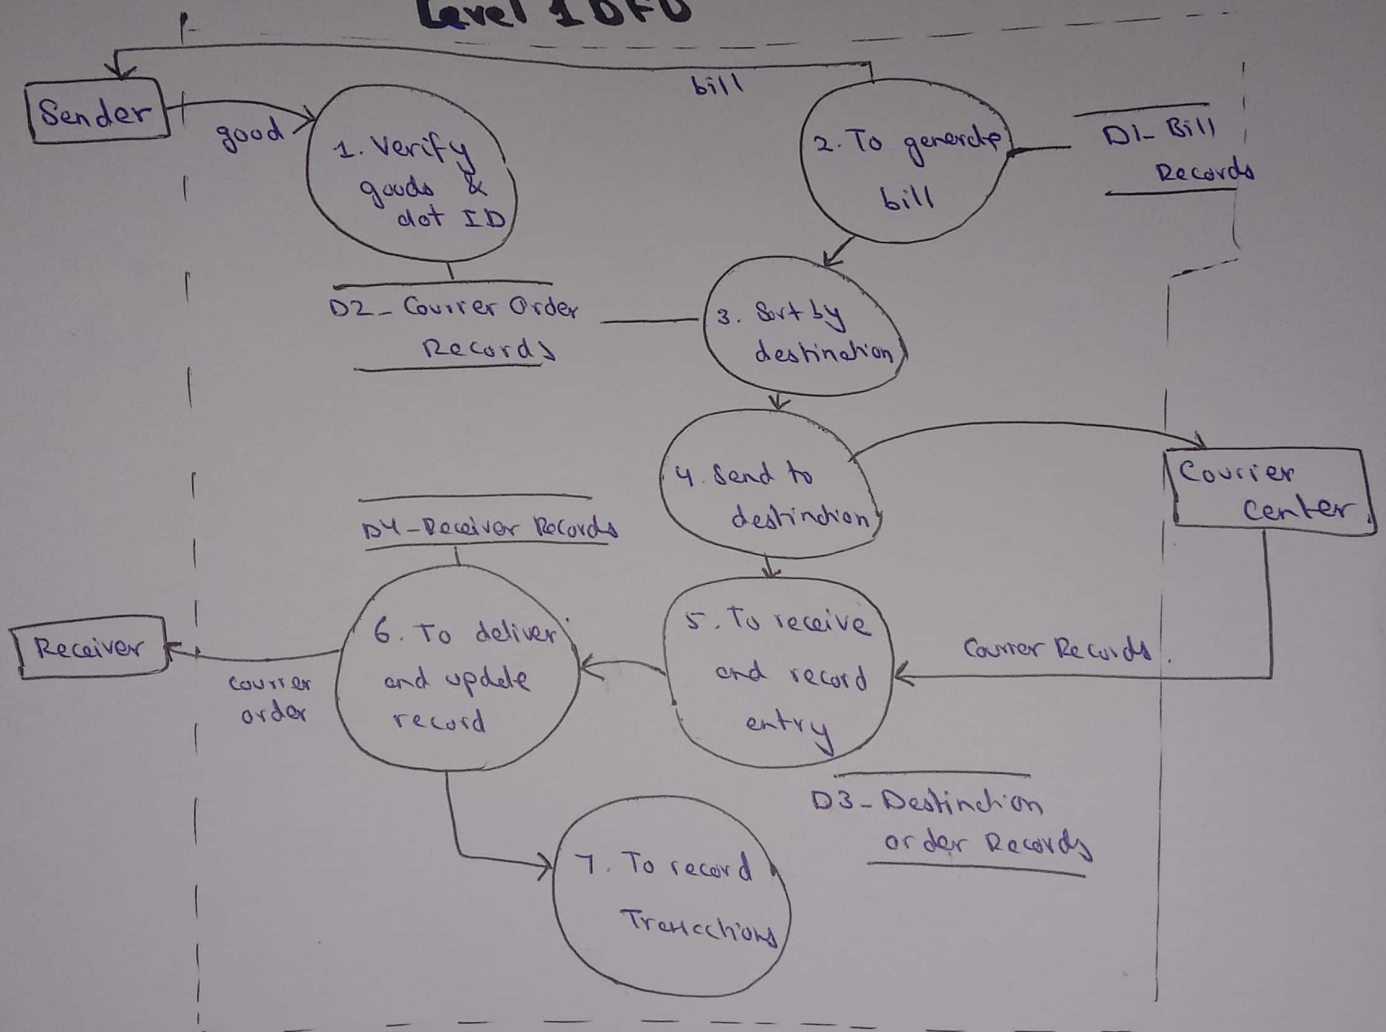 Level 1 DFD
bill
Sender
good
1. Verify
goods &
dot ID
2. To generate
bill
D1- Bill
Records
D2- Courier Order
Records
3. Sort by
destination
4. Send to
destination
Courier
Center
D4-Receiver Records
Receiver
courier
order
6. To deliver
and update
record
5. To receive
and record
entry
Courier Records
D3- Destination
order Records
7. To record
Transactions